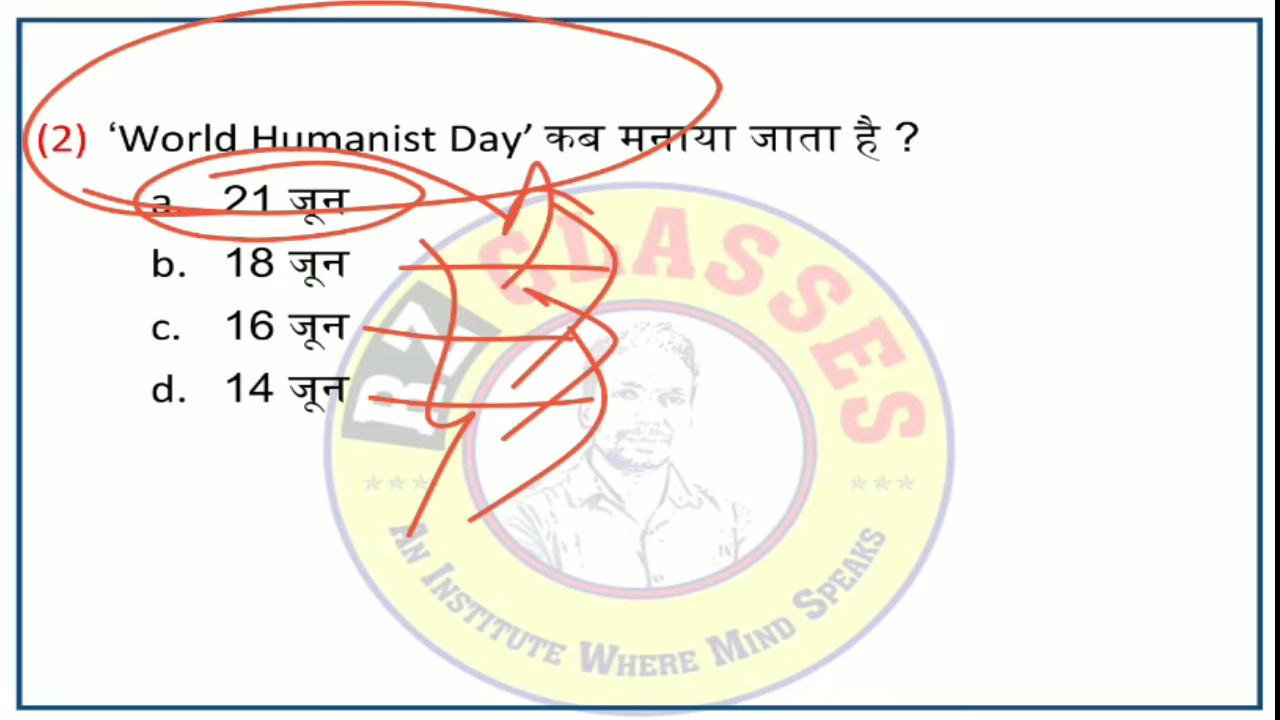 (2) ‘World Humanist Day’ कब मनाया जाता है ?
a. 21 जून
b. 18 जून
c. 16 जून
d. 14 जून
CLASSES
AN INSTITUTE WHERE MIND SPEAKS